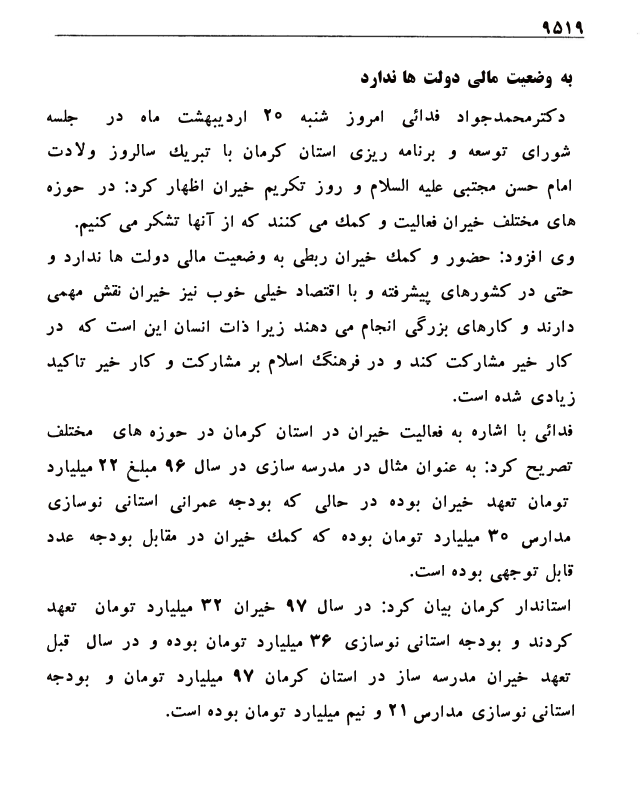 ۹۵۱۹
به وضعیت مالی دولت ها ندارد
دکترمحمدجواد فدائی امروز شنبه ۲۰ اردیبهشت ماه در جلسه
شورای توسعه و برنامه ریزی استان کرمان با تبریك سالروز ولادت
امام حسن مجتبی علیه السلام و روز تکریم خیران اظهار کرد: در حوزه
های مختلف خیران فعالیت و کمك می کنند که از آنها تشکر می کنیم.
وی افزود: حضور و کمك خیران ربطی به وضعیت مالی دولت ها ندارد و
حتی در کشورهای پیشرفته و با اقتصاد خیلی خوب نیز خیران نقش مهمی
دارند و کارهای بزرگی انجام می دهند زیرا ذات انسان این است که در
کار خیر مشارکت کند و در فرهنگ اسلام بر مشارکت و کار خیر تاکید
زیادی شده است.
فدائی با اشاره به فعالیت خیران در استان کرمان در حوزه های مختلف
تصریح کرد: به عنوان مثال در مدرسه سازی در سال ۹۶ مبلغ ۲۲ میلیارد
تومان تعهد خیران بوده در حالی که بودجه عمرانی استانی نوسازی
مدارس ۳۰ میلیارد تومان بوده که کمك خیران در مقابل بودجه عدد
قابل توجهی بوده است.
استاندار کرمان بیان کرد: در سال ۹۷ خیران ۳۲ میلیارد تومان تعهد
کردند و بودجه استانی نوسازی ۳۶ میلیارد تومان بوده و در سال قبل
تعهد خیران مدرسه ساز در استان کرمان ۹۷ میلیارد تومان و بودجه
استانی نوسازی مدارس ۲۱ و نیم میلیارد تومان بوده است.